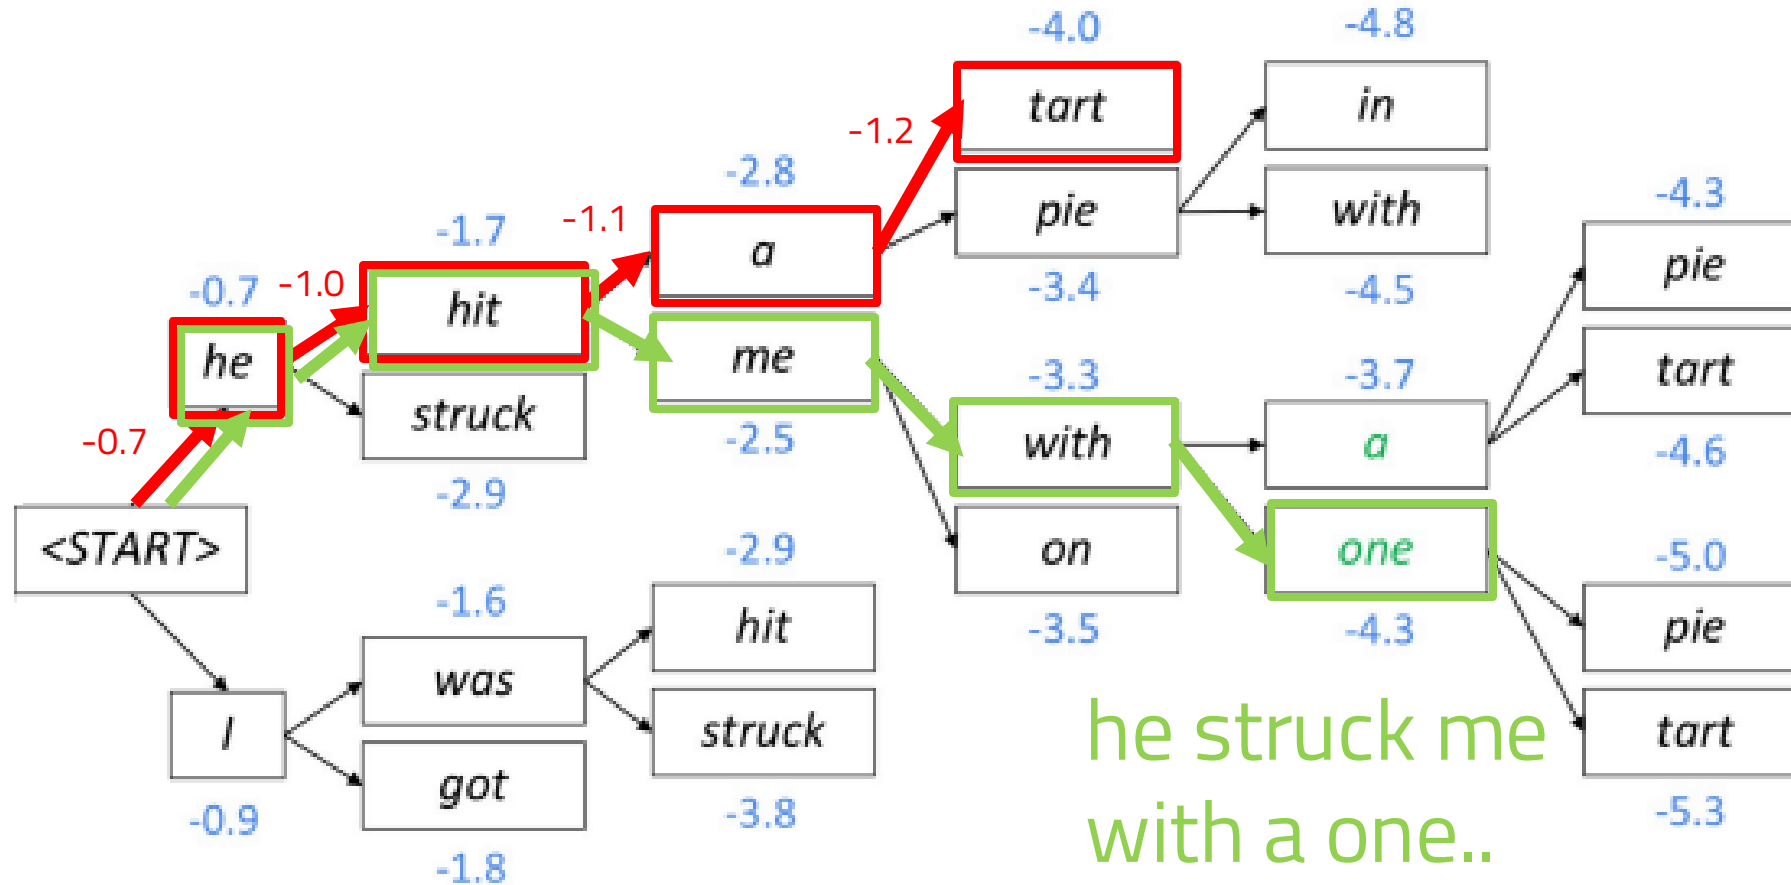 -4.0
-4.8
tart
in
-1.2
-2.8
pie
with
-4.3
-1.7
-1.1
a
-3.4
-4.5
pie
-0.7
-1.0
hit
he
me
-3.3
-3.7
tart
struck
-0.7
-2.5
with
a
-4.6
-2.9
<START>
-2.9
on
one
-5.0
-1.6
hit
-3.5
-4.3
pie
was
I
struck
he struck me
tart
got
-0.9
-3.8
with a one..
-5.3
-1.8